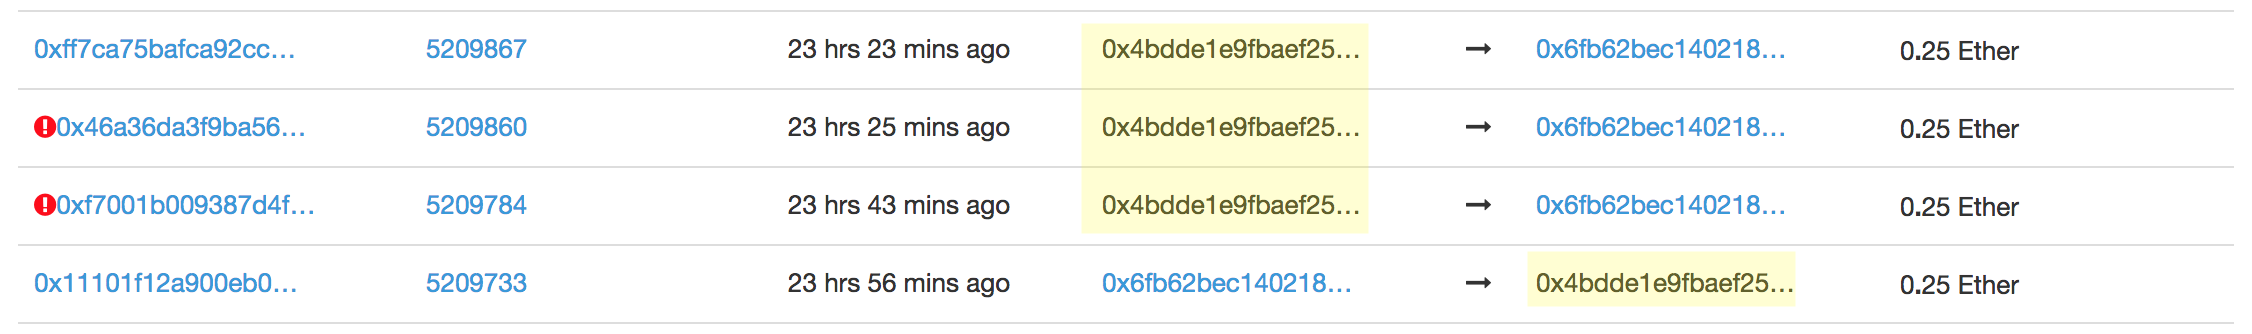 0xff7ca75bafca92cc... 5209867 23 hrs 23 mins ago 0x4bdde1e9fbaef25... → 0x6fb62bec140218... 0.25 Ether
0x46a36da3f9ba56... 5209860 23 hrs 25 mins ago 0x4bdde1e9fbaef25... → 0x6fb62bec140218... 0.25 Ether
0xf7001b009387d4f... 5209784 23 hrs 43 mins ago 0x4bdde1e9fbaef25... → 0x6fb62bec140218... 0.25 Ether
0x11101f12a900eb0... 5209733 23 hrs 56 mins ago 0x6fb62bec140218... → 0x4bdde1e9fbaef25... 0.25 Ether